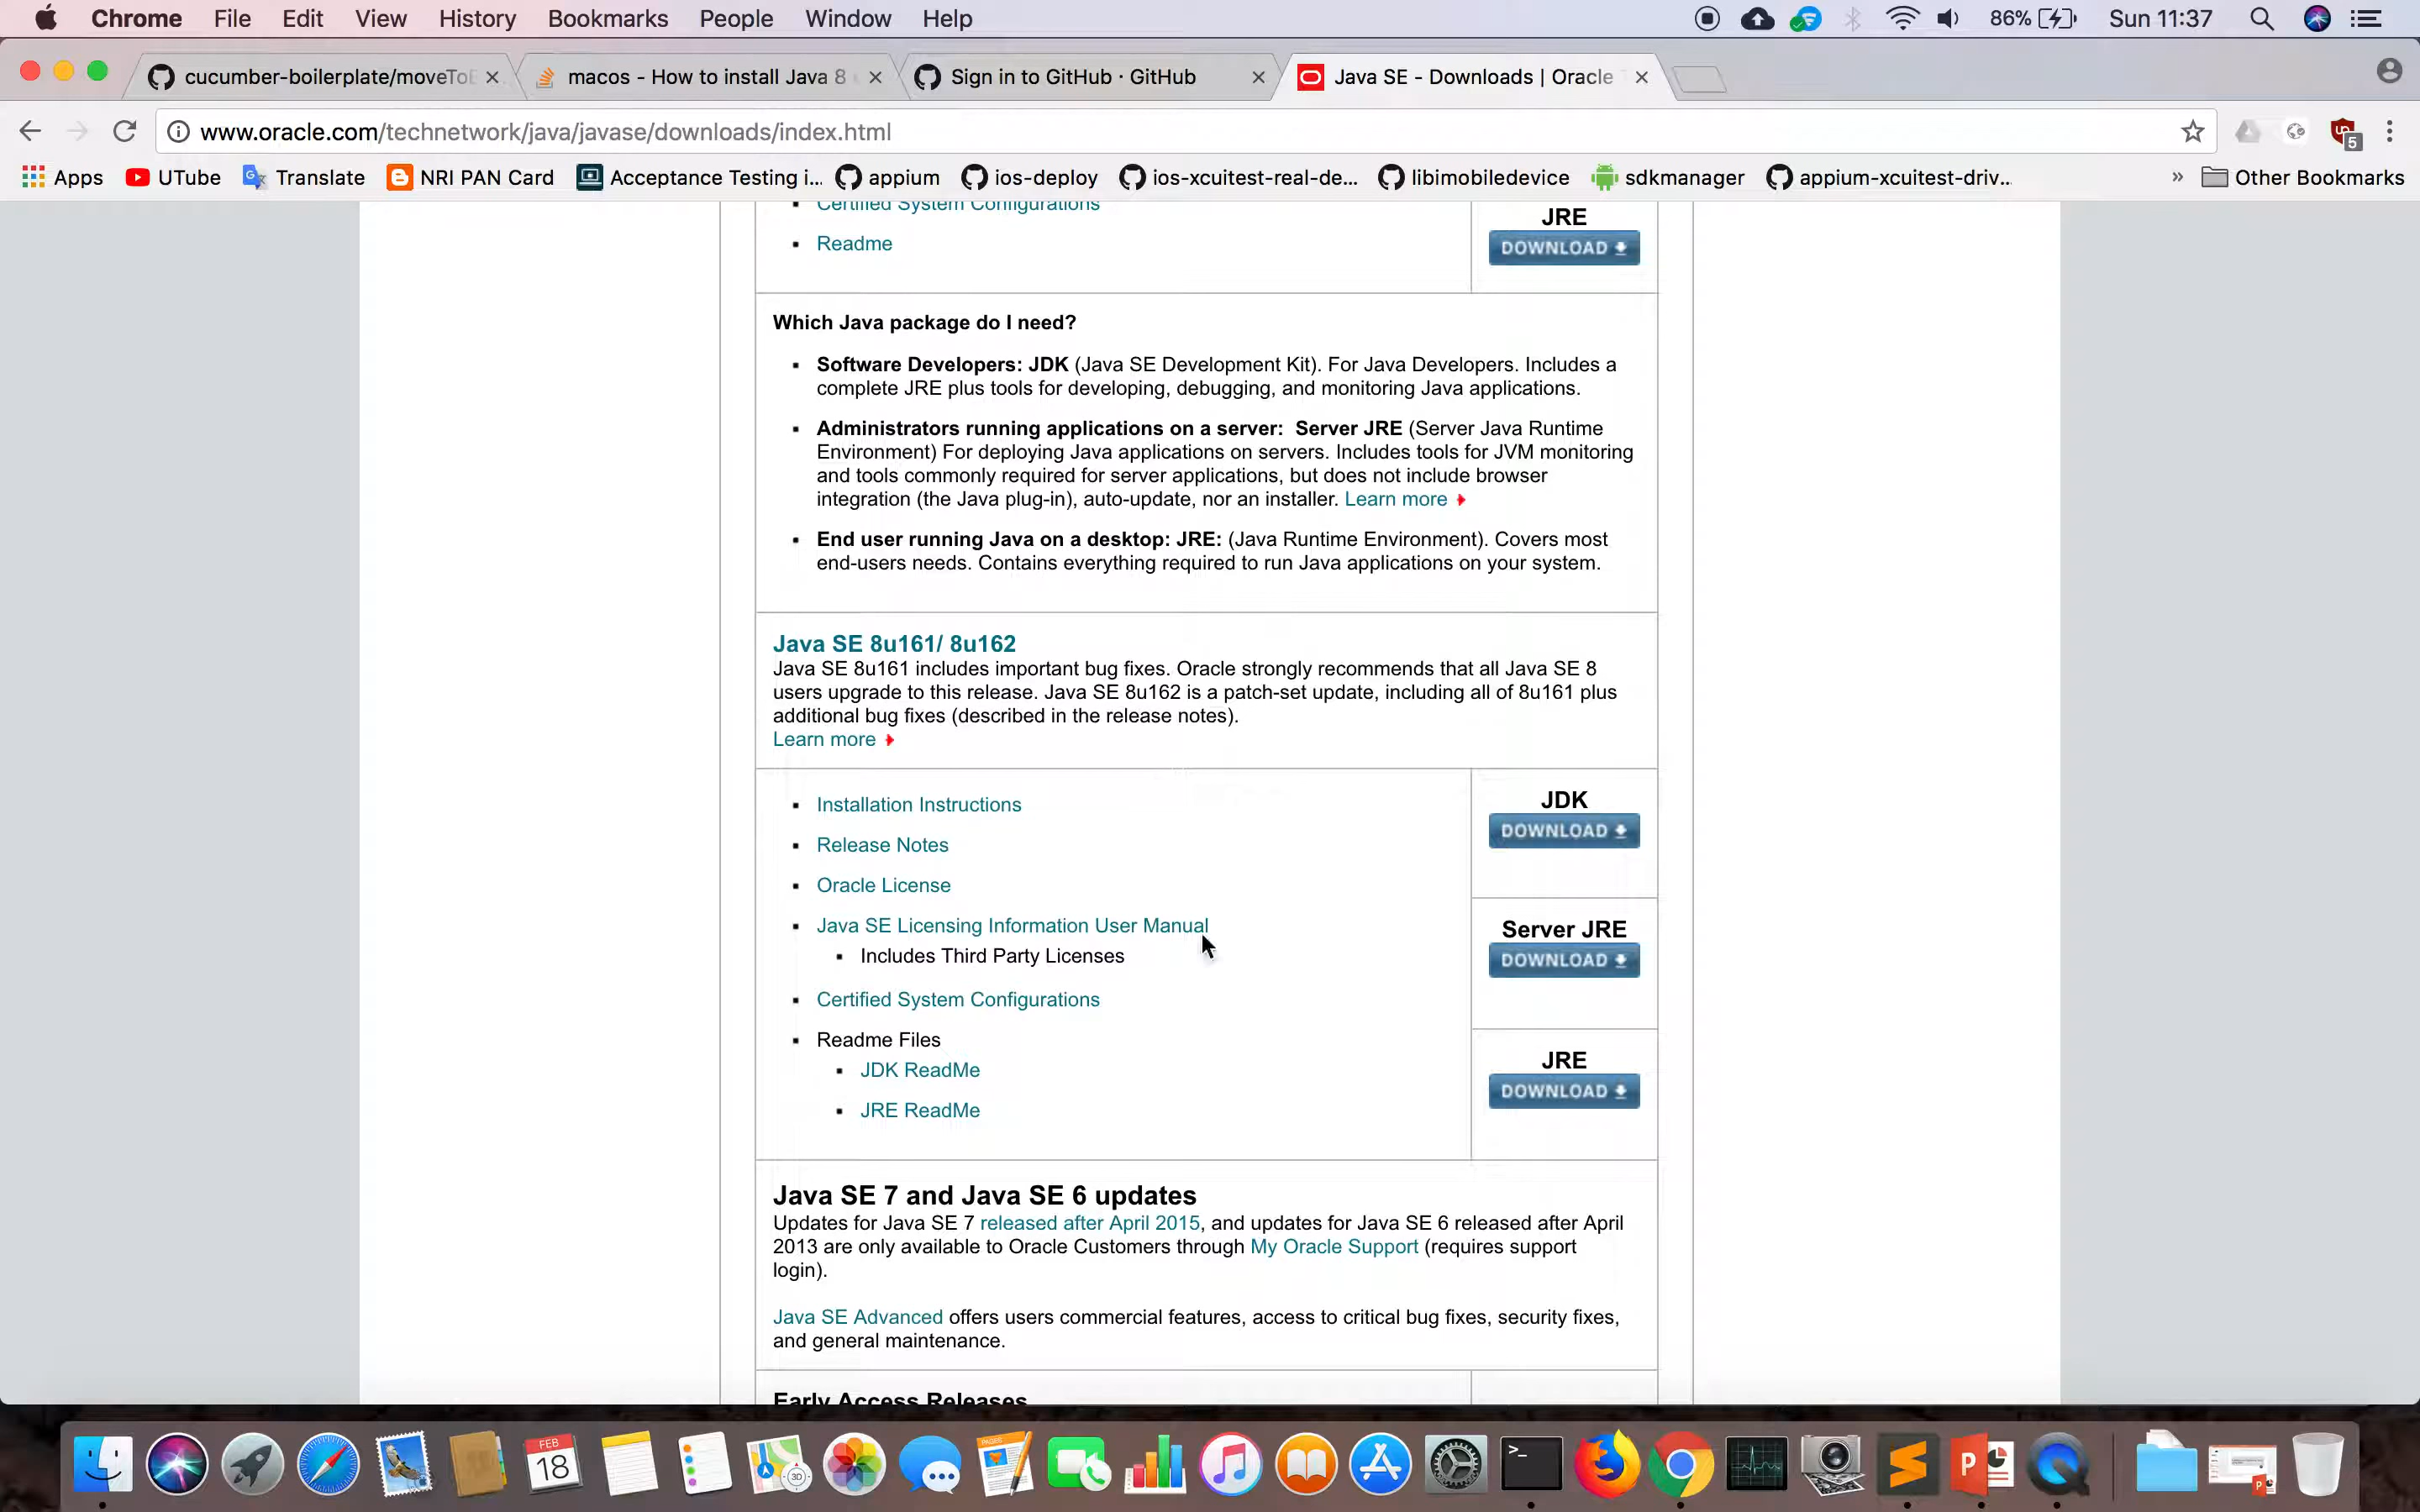 Chrome File Edit View History Bookmarks People Window Help 86% Sun 11:37
cucumber-boilerplate/moveToE macos - How to install Java 8 Sign in to GitHub · GitHub Java SE - Downloads | Oracle
www.oracle.com/technetwork/java/javase/downloads/index.html 5
Apps UTube Translate NRI PAN Card Acceptance Testing i... appium ios-deploy ios-xcuitest-real-de... libimobiledevice sdkmanager appium-xcuitest-driv... » Other Bookmarks
Certified System Configurations
JRE
Readme
DOWNLOAD
Which Java package do I need?
Software Developers: JDK (Java SE Development Kit). For Java Developers. Includes a
complete JRE plus tools for developing, debugging, and monitoring Java applications.
Administrators running applications on a server: Server JRE (Server Java Runtime
Environment) For deploying Java applications on servers. Includes tools for JVM monitoring
and tools commonly required for server applications, but does not include browser
integration (the Java plug-in), auto-update, nor an installer. Learn more
End user running Java on a desktop: JRE: (Java Runtime Environment). Covers most
end-users needs. Contains everything required to run Java applications on your system.
Java SE 8u161/ 8u162
Java SE 8u161 includes important bug fixes. Oracle strongly recommends that all Java SE 8
users upgrade to this release. Java SE 8u162 is a patch-set update, including all of 8u161 plus
additional bug fixes (described in the release notes).
Learn more
Installation Instructions
Release Notes
Oracle License
Java SE Licensing Information User Manual
Includes Third Party Licenses
Certified System Configurations
Readme Files
JDK ReadMe
JRE ReadMe
JDK
DOWNLOAD
Server JRE
DOWNLOAD
JRE
DOWNLOAD
Java SE 7 and Java SE 6 updates
Updates for Java SE 7 released after April 2015, and updates for Java SE 6 released after April
2013 are only available to Oracle Customers through My Oracle Support (requires support
login).
Java SE Advanced offers users commercial features, access to critical bug fixes, security fixes,
and general maintenance.
Early Access Releases
FEB
18
PAGES
3D